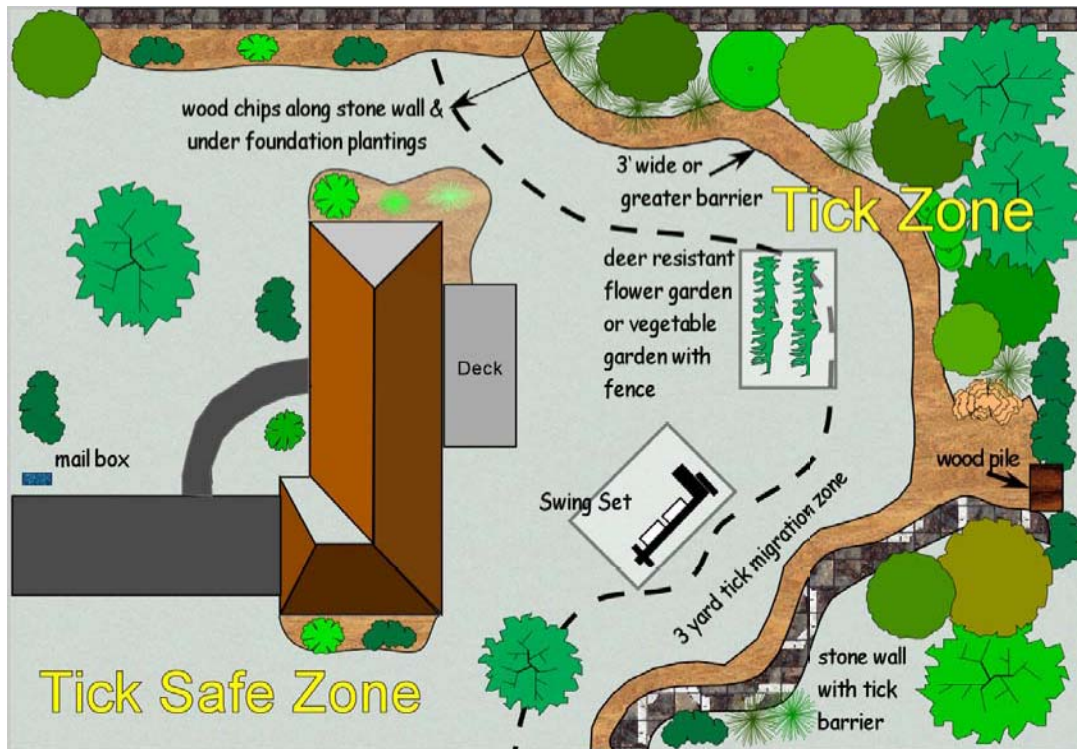 wood chips along stone wall &
under foundation plantings
3' wide or
greater barrier
Tick Zone
deer resistant
flower garden
or vegetable
garden with
fence
Deck
mail box
wood pile
Swing Set
3 yard tick migration zone
stone wall
with tick
barrier
Tick Safe Zone